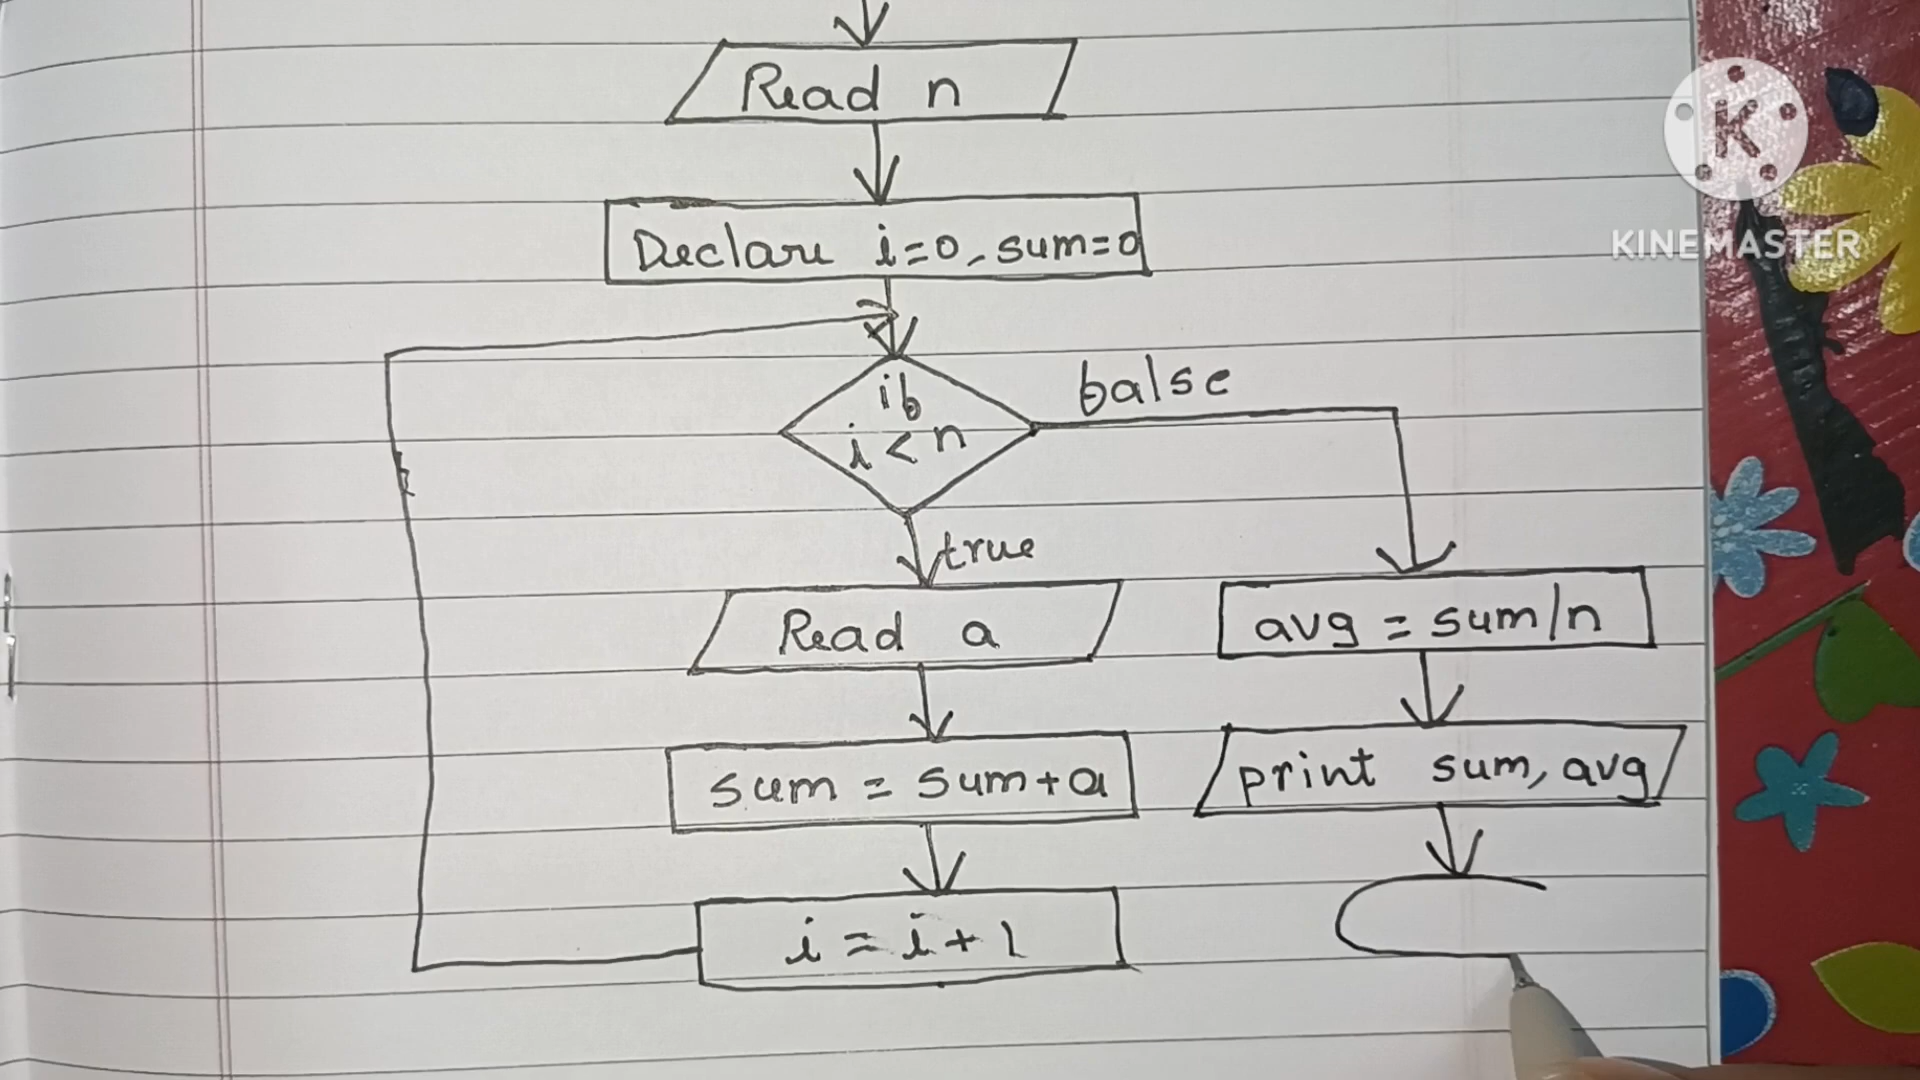 Read n
Declare i=0, sum=0
if
i < n
false
true
Read a
avg = sum/n
sum = sum+a
print sum, avg
i = i + 1
K
KINEMASTER